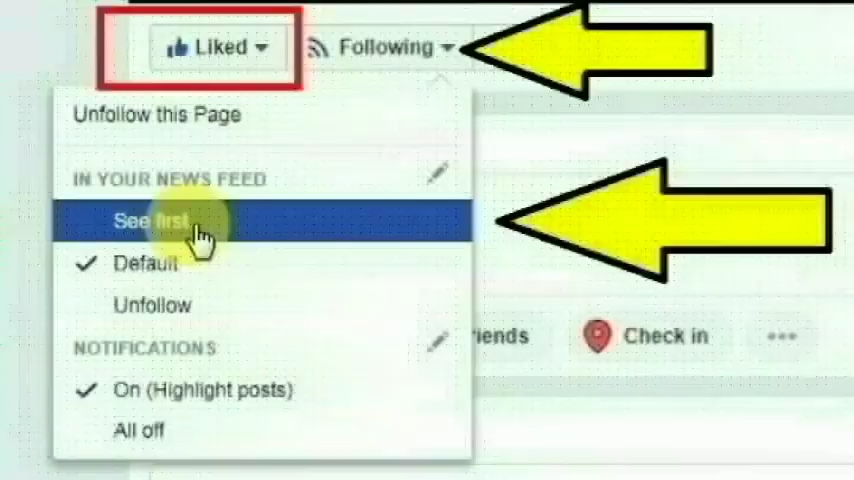 Liked Following
Unfollow this Page
IN YOUR NEWS FEED
See first
Default
Unfollow
riends Check in
NOTIFICATIONS
On (Highlight posts)
All off